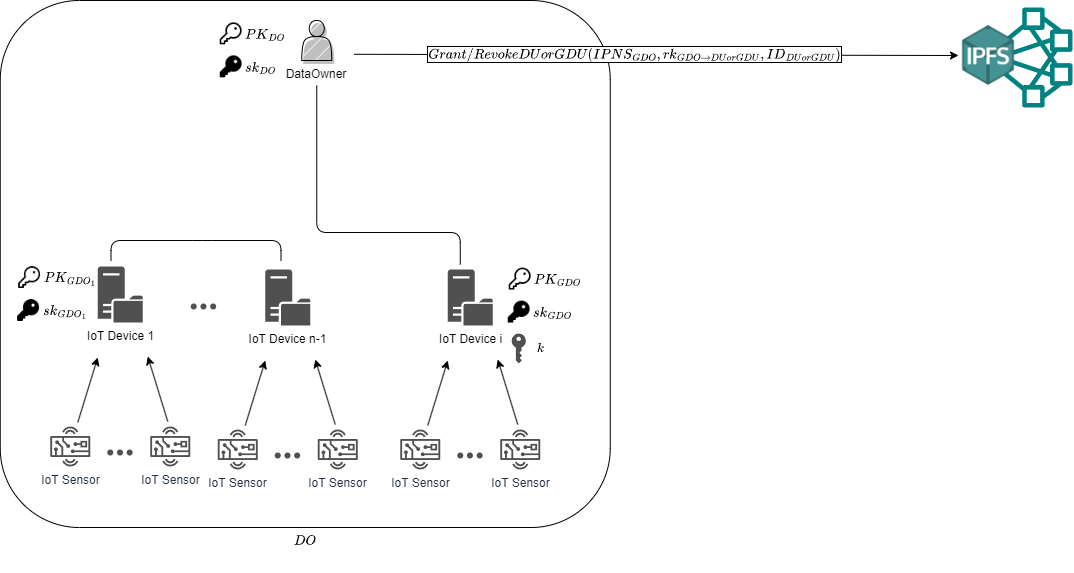 PK_DO
sk_DO
DataOwner
Grant/RevokeDUorGDU(IPNS_GDO, rk_GDO→DUorGDU, ID_DUorGDU)
IPFS
PK_GDO₁
sk_GDO₁
IoT Device 1
IoT Device n-1
IoT Device i
PK_GDO
sk_GDO
k
IoT Sensor
IoT Sensor
IoT Sensor
IoT Sensor
IoT Sensor
IoT Sensor
DO